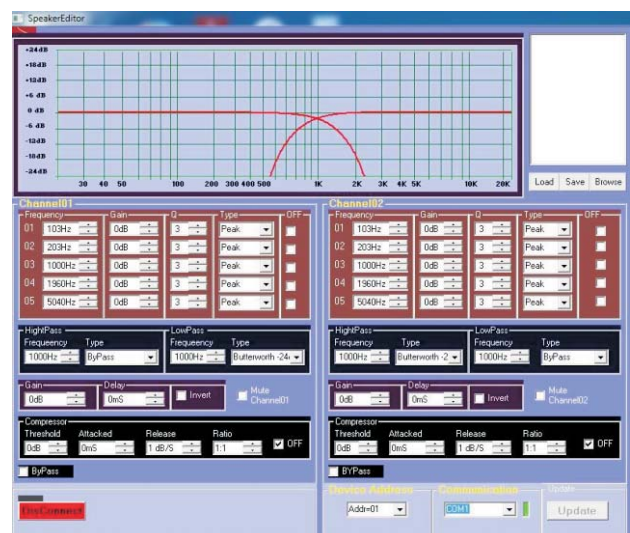 SpeakerEditor
+24dB
+18dB
+12dB
+6 dB
0 dB
-6 dB
-12dB
-18dB
-24dB
30 40 50 100 200 300 400 500 1K 2K 3K 4K 5K 10K 20K
Load Save Browse
Channel01
Frequency Gain Q Type OFF
01 103Hz 0dB 3 Peak
02 203Hz 0dB 3 Peak
03 1000Hz 0dB 3 Peak
04 1960Hz 0dB 3 Peak
05 5040Hz 0dB 3 Peak
HightPass LowPass
Frequeency Type Frequeency Type
1000Hz ByPass 1000Hz Butterworth -24
Gain Delay
0dB 0mS Invert Mute Channel01
Compressor
Threshold Attacked Release Ratio
0dB 0mS 1 dB/S 1:1 OFF
ByPass
DisConnect
Channel02
Frequency Gain Q Type OFF
01 103Hz 0dB 3 Peak
02 203Hz 0dB 3 Peak
03 1000Hz 0dB 3 Peak
04 1960Hz 0dB 3 Peak
05 5040Hz 0dB 3 Peak
HightPass LowPass
Frequeency Type Frequeency Type
1000Hz Butterworth -2 1000Hz ByPass
Gain Delay
0dB 0mS Invert Mute Channel02
Compressor
Threshold Attacked Release Ratio
0dB 0mS 1 dB/S 1:1 OFF
BYPass
Device Address Communication Update
Addr=01 COM1 Update